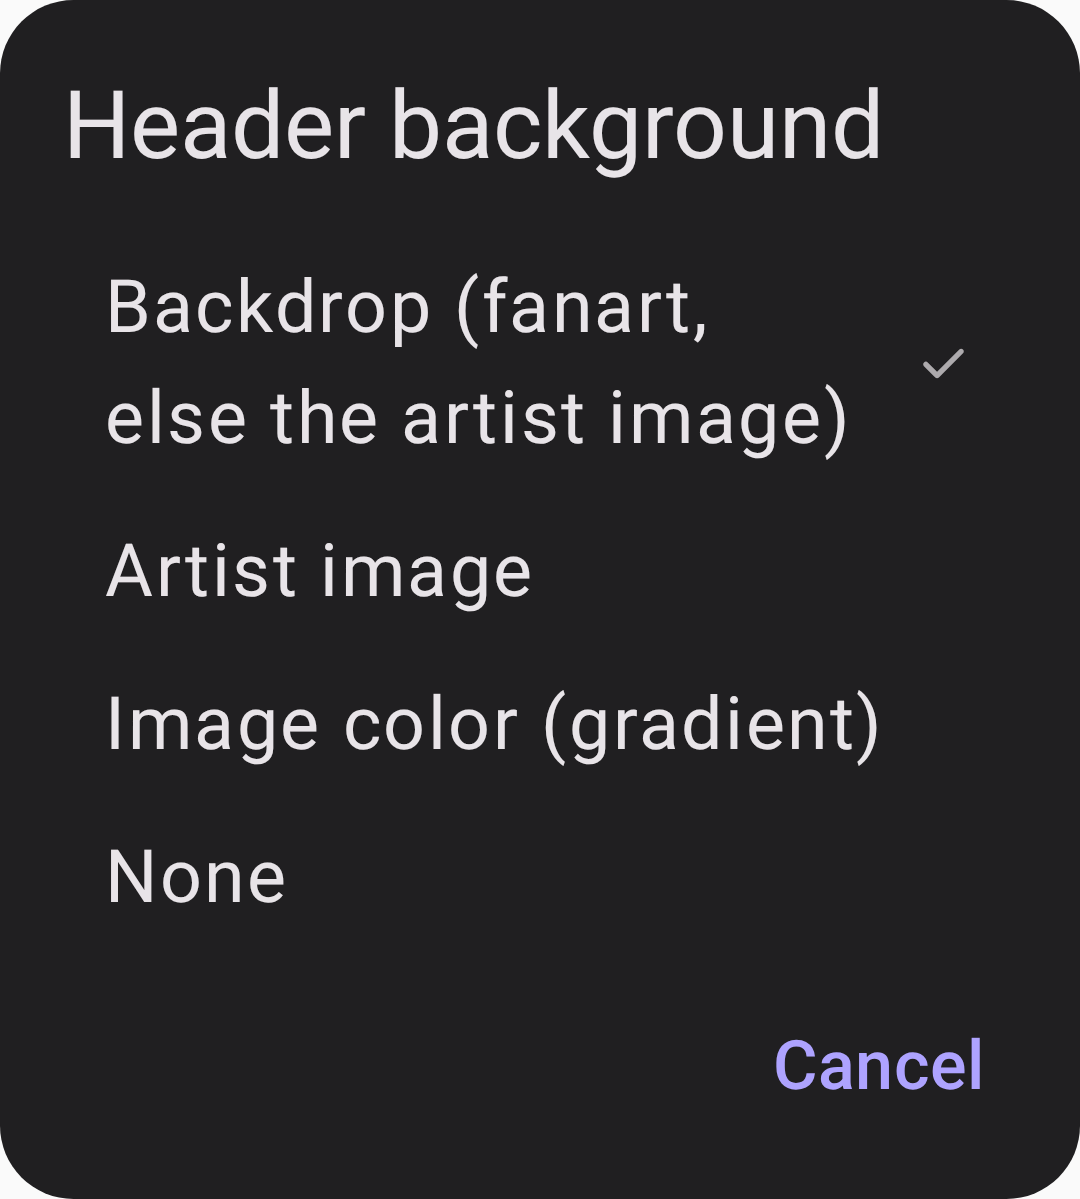 Header background
Backdrop (fanart,
else the artist image)
Artist image
Image color (gradient)
None
Cancel